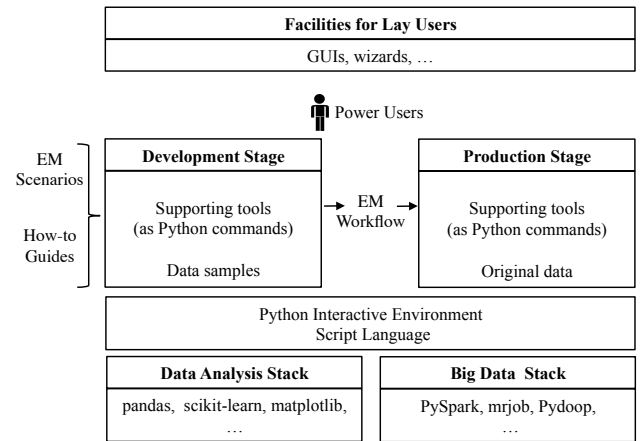 Facilities for Lay Users
GUIs, wizards, …
Power Users
EM
Scenarios
How-to
Guides
Development Stage
Supporting tools
(as Python commands)
Data samples
EM
Workflow
Production Stage
Supporting tools
(as Python commands)
Original data
Python Interactive Environment
Script Language
Data Analysis Stack
pandas, scikit-learn, matplotlib,
…
Big Data Stack
PySpark, mrjob, Pydoop,
…